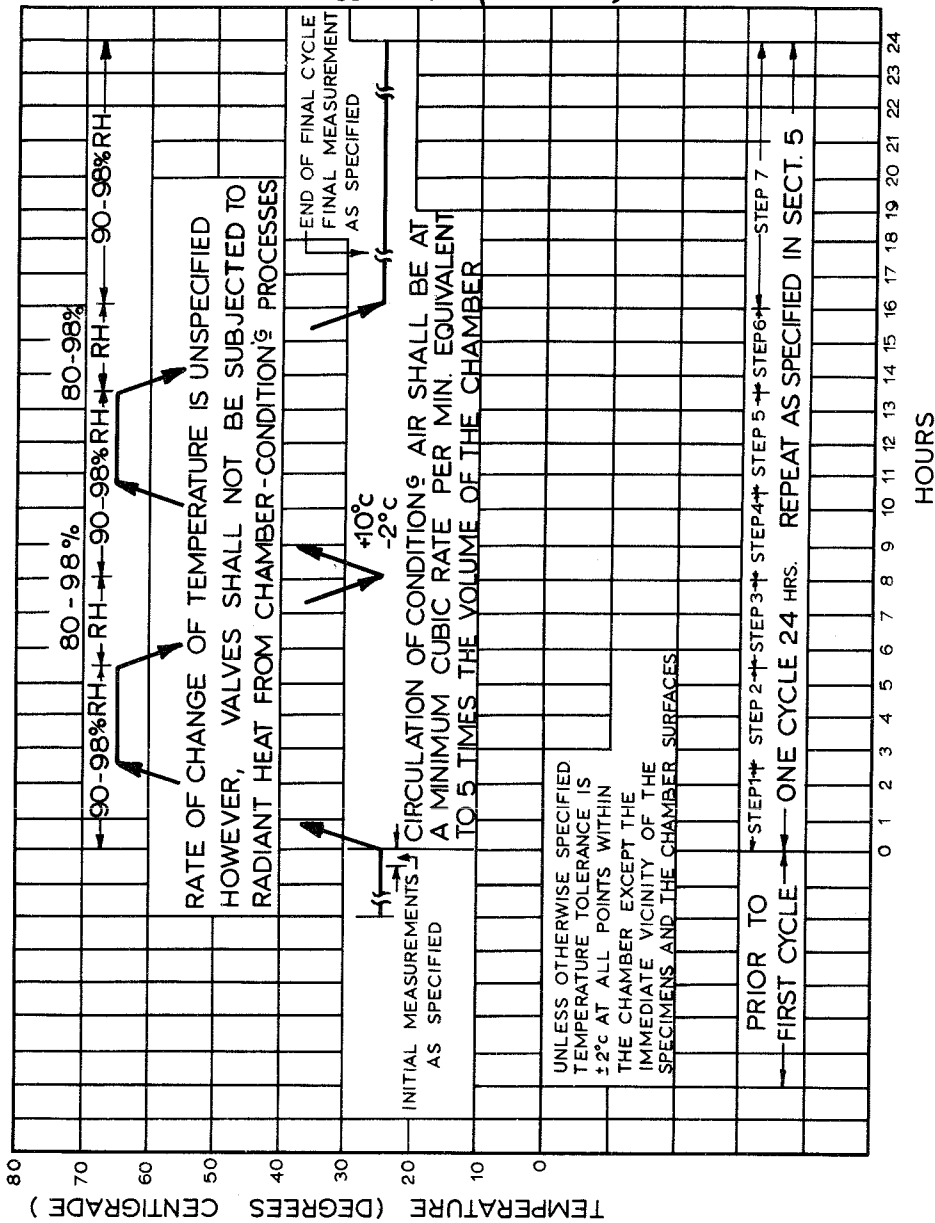 80-98%
80-98%
90-98%RH
RH
90-98%RH
RH
90-98%RH
RATE OF CHANGE OF TEMPERATURE IS UNSPECIFIED
HOWEVER, VALVES SHALL NOT BE SUBJECTED TO
RADIANT HEAT FROM CHAMBER-CONDITIONG PROCESSES
END OF FINAL CYCLE
FINAL MEASUREMENT
AS SPECIFIED
+10°C
-2°C
INITIAL MEASUREMENTS
AS SPECIFIED
CIRCULATION OF CONDITIONG AIR SHALL BE AT
A MINIMUM CUBIC RATE PER MIN. EQUIVALENT
TO 5 TIMES THE VOLUME OF THE CHAMBER
UNLESS OTHERWISE SPECIFIED
TEMPERATURE TOLERANCE IS
±2°C AT ALL POINTS WITHIN
THE CHAMBER EXCEPT THE
IMMEDIATE VICINITY OF THE
SPECIMENS AND THE CHAMBER SURFACES
PRIOR TO
FIRST CYCLE
STEP1 STEP 2 STEP3 STEP4 STEP 5 STEP6 STEP 7
ONE CYCLE 24 HRS. REPEAT AS SPECIFIED IN SECT. 5
80
70
60
50
40
30
20
10
0
TEMPERATURE (DEGREES CENTIGRADE)
0 1 2 3 4 5 6 7 8 9 10 11 12 13 14 15 16 17 18 19 20 21 22 23 24
HOURS